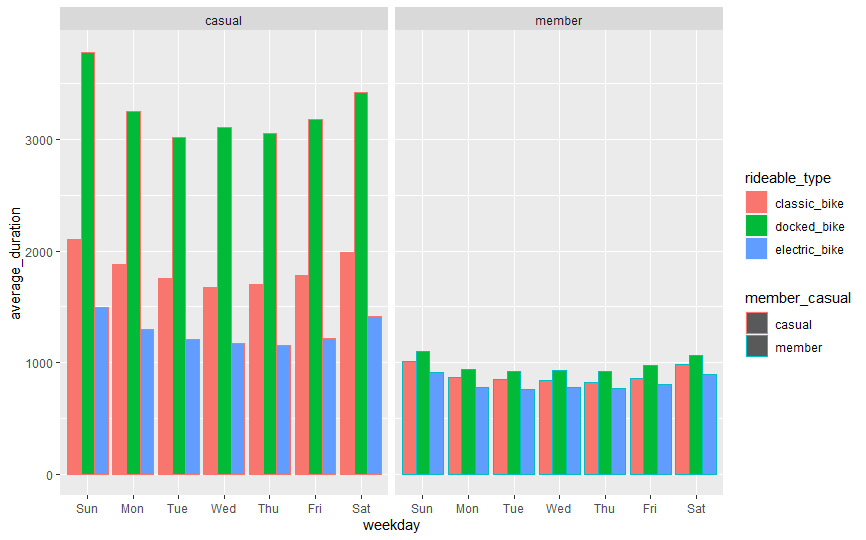 casual member
average_duration
3000
2000
1000
0
Sun Mon Tue Wed Thu Fri Sat Sun Mon Tue Wed Thu Fri Sat
weekday
rideable_type
classic_bike
docked_bike
electric_bike
member_casual
casual
member